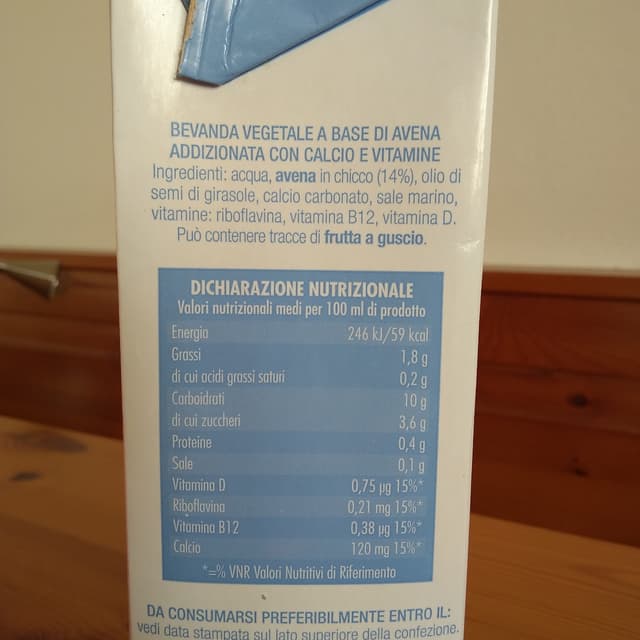 BEVANDA VEGETALE A BASE DI AVENA
ADDIZIONATA CON CALCIO E VITAMINE
Ingredienti: acqua, avena in chicco (14%), olio di
semi di girasole, calcio carbonato, sale marino,
vitamine: riboflavina, vitamina B12, vitamina D.
Può contenere tracce di frutta a guscio.
DICHIARAZIONE NUTRIZIONALE
Valori nutrizionali medi per 100 ml di prodotto
Energia 246 kJ/59 kcal
Grassi 1,8 g
di cui acidi grassi saturi 0,2 g
Carboidrati 10 g
di cui zuccheri 3,6 g
Proteine 0,4 g
Sale 0,1 g
Vitamina D 0,75 µg 15%*
Riboflavina 0,21 mg 15%*
Vitamina B12 0,38 µg 15%*
Calcio 120 mg 15%*
*=% VNR Valori Nutritivi di Riferimento
DA CONSUMARSI PREFERIBILMENTE ENTRO IL:
vedi data stampata sul lato superiore della confezione.